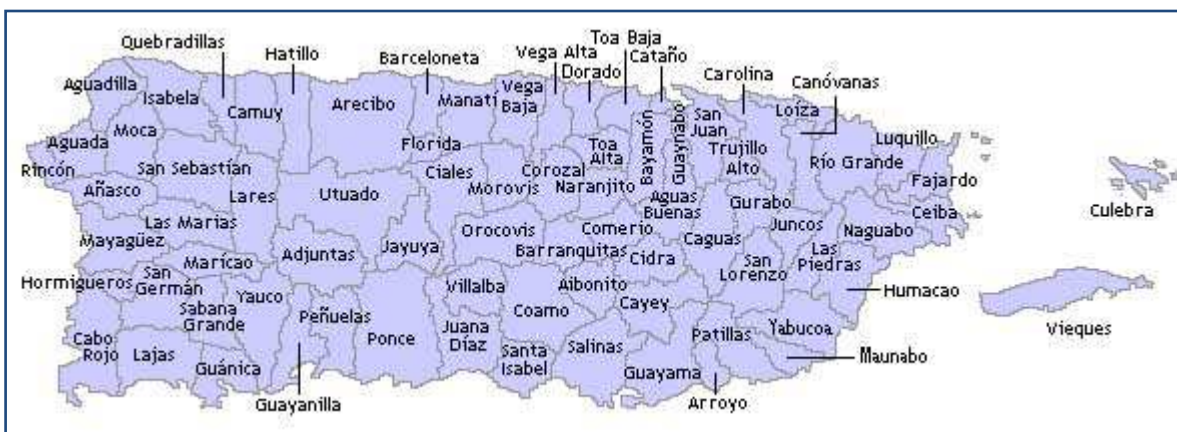 Quebradillas
Hatillo
Barceloneta
Vega Alta
Toa Baja
Dorado
Cataño
Carolina
Canóvanas
Aguadilla
Isabela
Camuy
Arecibo
Manatí
Vega
Baja
Loíza
Moca
Aguada
Rincón
San Sebastían
Añasco
Lares
Utuado
Florida
Ciales
Morovis
Corozal
Toa
Alta
Naranjito
Bayamón
Guaynabo
San
Juan
Trujillo
Alto
Río Grande
Luquillo
Fajardo
Ceiba
Culebra
Las Marias
Mayagüez
Maricao
Adjuntas
Jayuya
Orocovis
Barranquitas
Comerio
Aguas
Buenas
Caguas
Cidra
Gurabo
Juncos
Naguabo
San
Lorenzo
Las
Piedras
Humacao
Hormigueros
San
Germán
Sabana
Grande
Yauco
Peñuelas
Ponce
Villalba
Juana
Díaz
Coamo
Aibonito
Cayey
Santa
Isabel
Salinas
Guayama
Patillas
Yabucoa
Maunabo
Arroyo
Vieques
Cabo
Rojo
Lajas
Guánica
Guayanilla